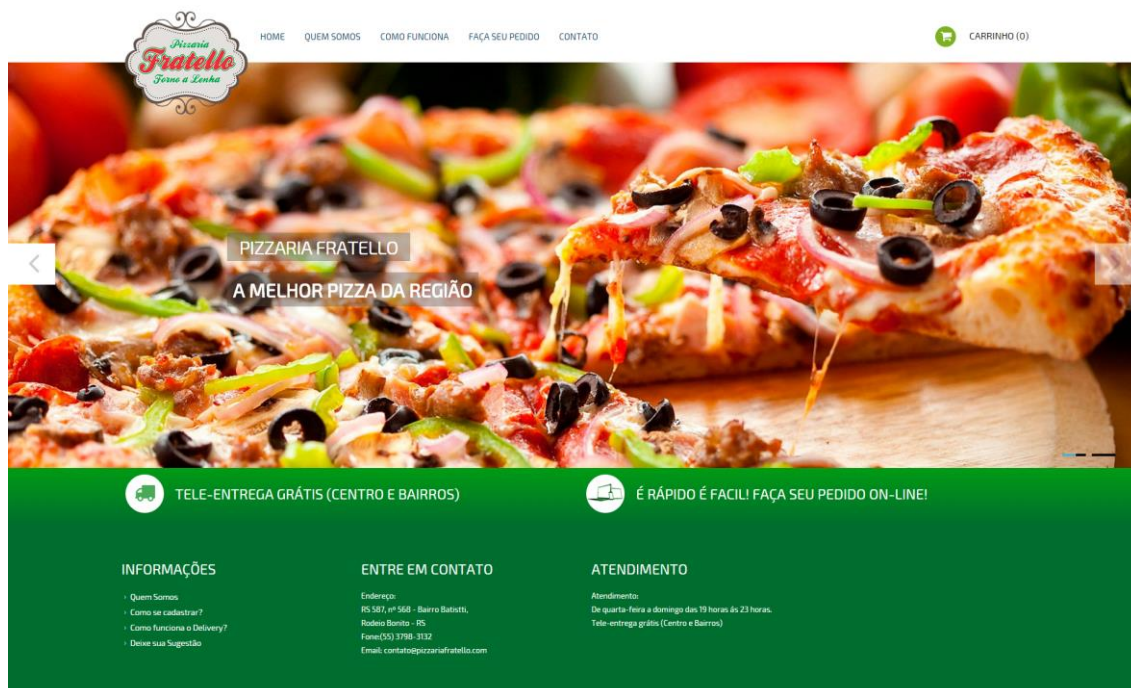 Pizzaria
Fratello
Forno a Lenha
HOME QUEM SOMOS COMO FUNCIONA FAÇA SEU PEDIDO CONTATO
CARRINHO (0)
PIZZARIA FRATELLO
A MELHOR PIZZA DA REGIÃO
TELE-ENTREGA GRÁTIS (CENTRO E BAIRROS)
É RÁPIDO É FACIL! FAÇA SEU PEDIDO ON-LINE!
INFORMAÇÕES
Quem Somos
Como se cadastrar?
Como funciona o Delivery?
Deixe sua Sugestão
ENTRE EM CONTATO
Endereço:
RS 587, nº 568 - Bairro Batistti,
Rodeio Bonito - RS
Fone:(55) 3798-3132
Email: contato@pizzariafratello.com
ATENDIMENTO
Atendimento:
De quarta-feira a domingo das 19 horas ás 23 horas.
Tele-entrega grátis (Centro e Bairros)